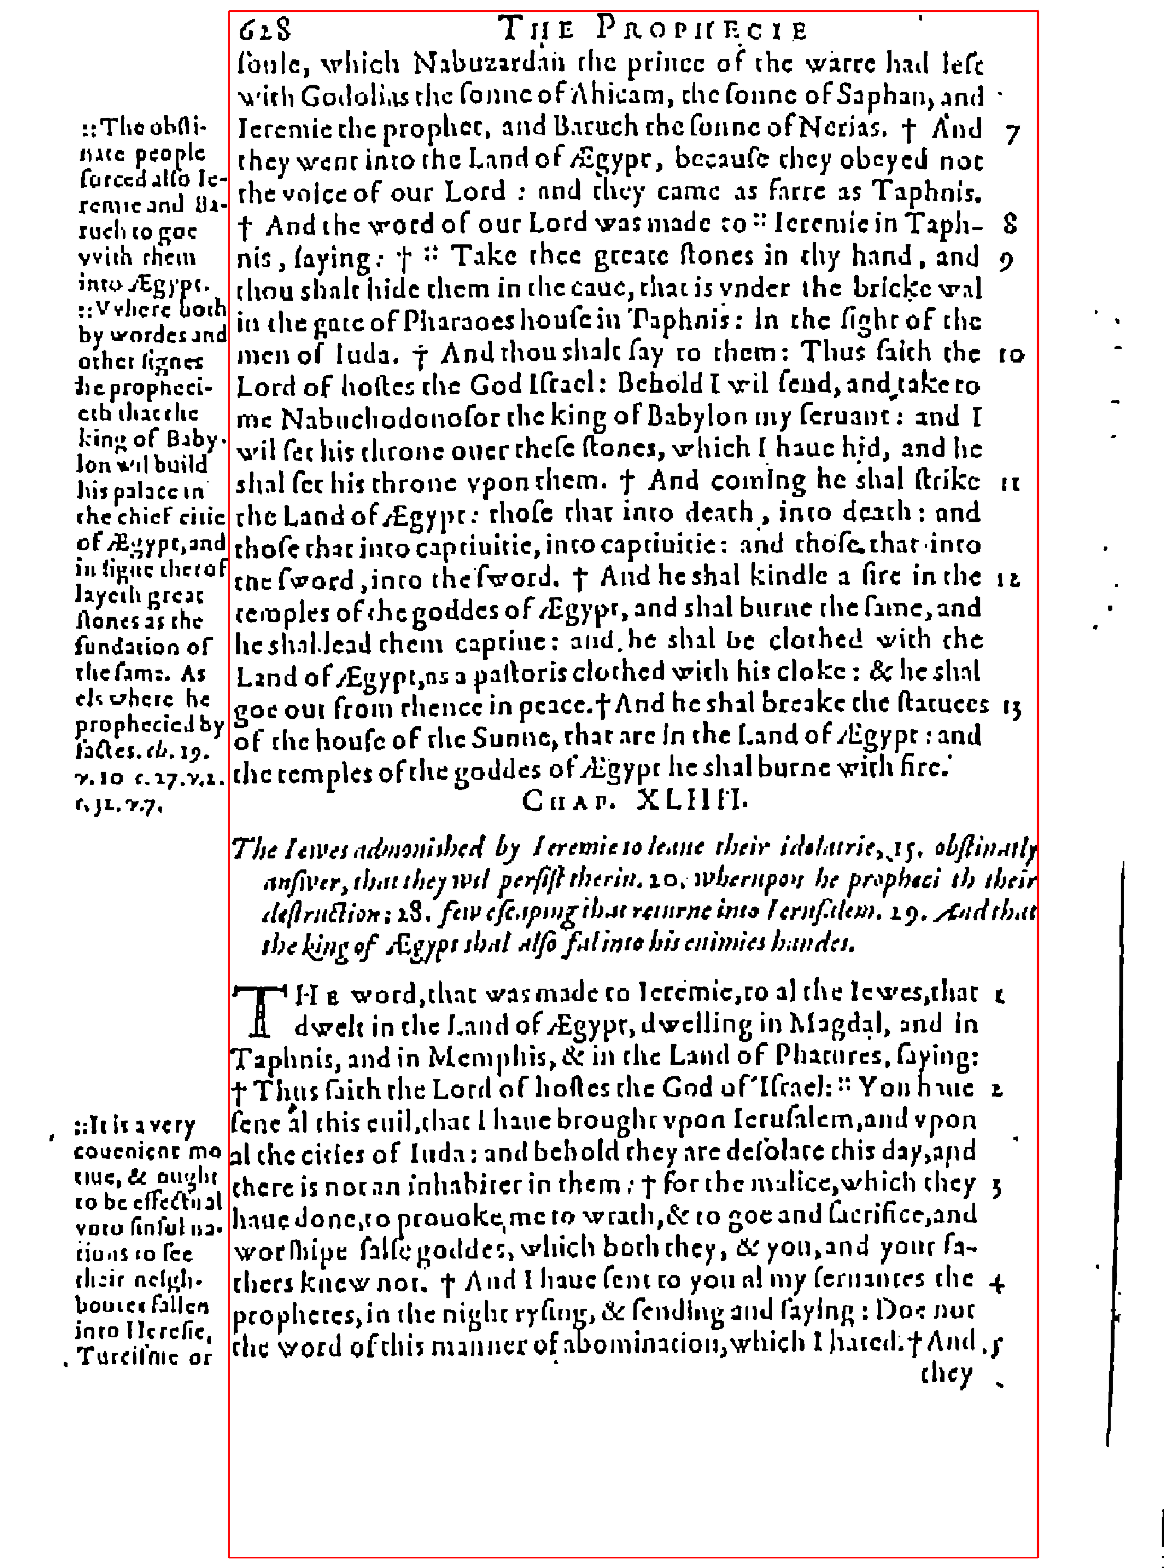 628 THE PROPHECIE
ſoule, which Nabuzardan the prince of the warre had left
with Godolias the ſonne of Ahicam, the ſonne of Saphan, and
Ieremie the prophet, and Baruch the ſonne of Nerias. † And 7
they went into the Land of Ægypt, becauſe they obeyed not
the voice of our Lord : and they came as farre as Taphnis.
† And the word of our Lord was made to :: Ieremie in Taph- 8
nis, ſaying: † :: Take thee greate ſtones in thy hand, and 9
thou shalt hide them in the caue, that is vnder the bricke wal
in the gate of Pharaoes houſe in Taphnis: in the ſight of the
men of Iuda. † And thou shalt ſay to them: Thus ſaith the 10
Lord of hoſtes the God Iſrael: Behold I wil ſend, and take to
me Nabuchodonoſor the king of Babylon my ſeruant: and I
wil ſet his throne ouer theſe ſtones, which I haue hid, and he
shal ſet his throne vpon them. † And coming he shal ſtrike 11
the Land of Ægypt: thoſe that into death, into death: and
thoſe that into captiuitie, into captiuitie: and thoſe that into
the ſword, into the ſword. † And he shal kindle a fire in the 12
temples of the goddes of Ægypt, and shal burne the ſame, and
he shal lead them captiue: and he shal be clothed with the
Land of Ægypt, as a paſtor is clothed with his cloke: & he shal
goe out from thence in peace. † And he shal breake the ſtatuees 13
of the houſe of the Sunne, that are in the Land of Ægypt: and
the temples of the goddes of Ægypt he shal burne with fire.
CHAP. XLIIII.
The Iewes admonished by Ieremie to leaue their idolatrie, 15. obſtinatly
anſwer, that they wil perſiſt therin. 20. wherupon he propheci th their
deſtruction: 28. few eſcaping that returne into Ieruſalem. 29. And that
the king of Ægypt shal alſo fal into his enimies handes.
THE word, that was made to Ieremie, to al the Iewes, that 1
dwelt in the Land of Ægypt, dwelling in Magdal, and in
Taphnis, and in Memphis, & in the Land of Phatures, ſaying:
† Thus ſaith the Lord of hoſtes the God of Iſrael: :: You haue 2
ſene al this euil, that I haue brought vpon Ieruſalem, and vpon
al the cities of Iuda: and behold they are deſolate this day, and
there is not an inhabiter in them: † for the malice, which they 3
haue done, to prouoke me to wrath, & to goe and ſacrifice, and
worſhipe falſe goddes, which both they, & you, and your fa-
thers knew not. † And I haue ſent to you al my ſeruantes the 4
prophetes, in the night ryſing, & ſending and ſaying: Doe not
the word of this manner of abomination, which I hated. † And 5
they
::The obſti-
nate people
forced alſo Ie-
remie and Ba-
ruch to goe
vvith them
into Ægypt.
::Vvhere both
by wordes and
other ſignes
he propheci-
eth that the
king of Baby-
lon wil build
his palace in
the chief citie
of Ægypt, and
in ſigne therof
layeth great
ſtones as the
fundation of
the ſame. As
els where he
prophecied by
factes. ch. 19.
v. 10 c. 27. v. 2.
c. 32. v. 7.
::It is a very
couenient mo
tiue, & ought
to be effectual
vnto ſinful na-
tions to ſee
their neigh-
boures fallen
into Hereſie,
Turciſme or